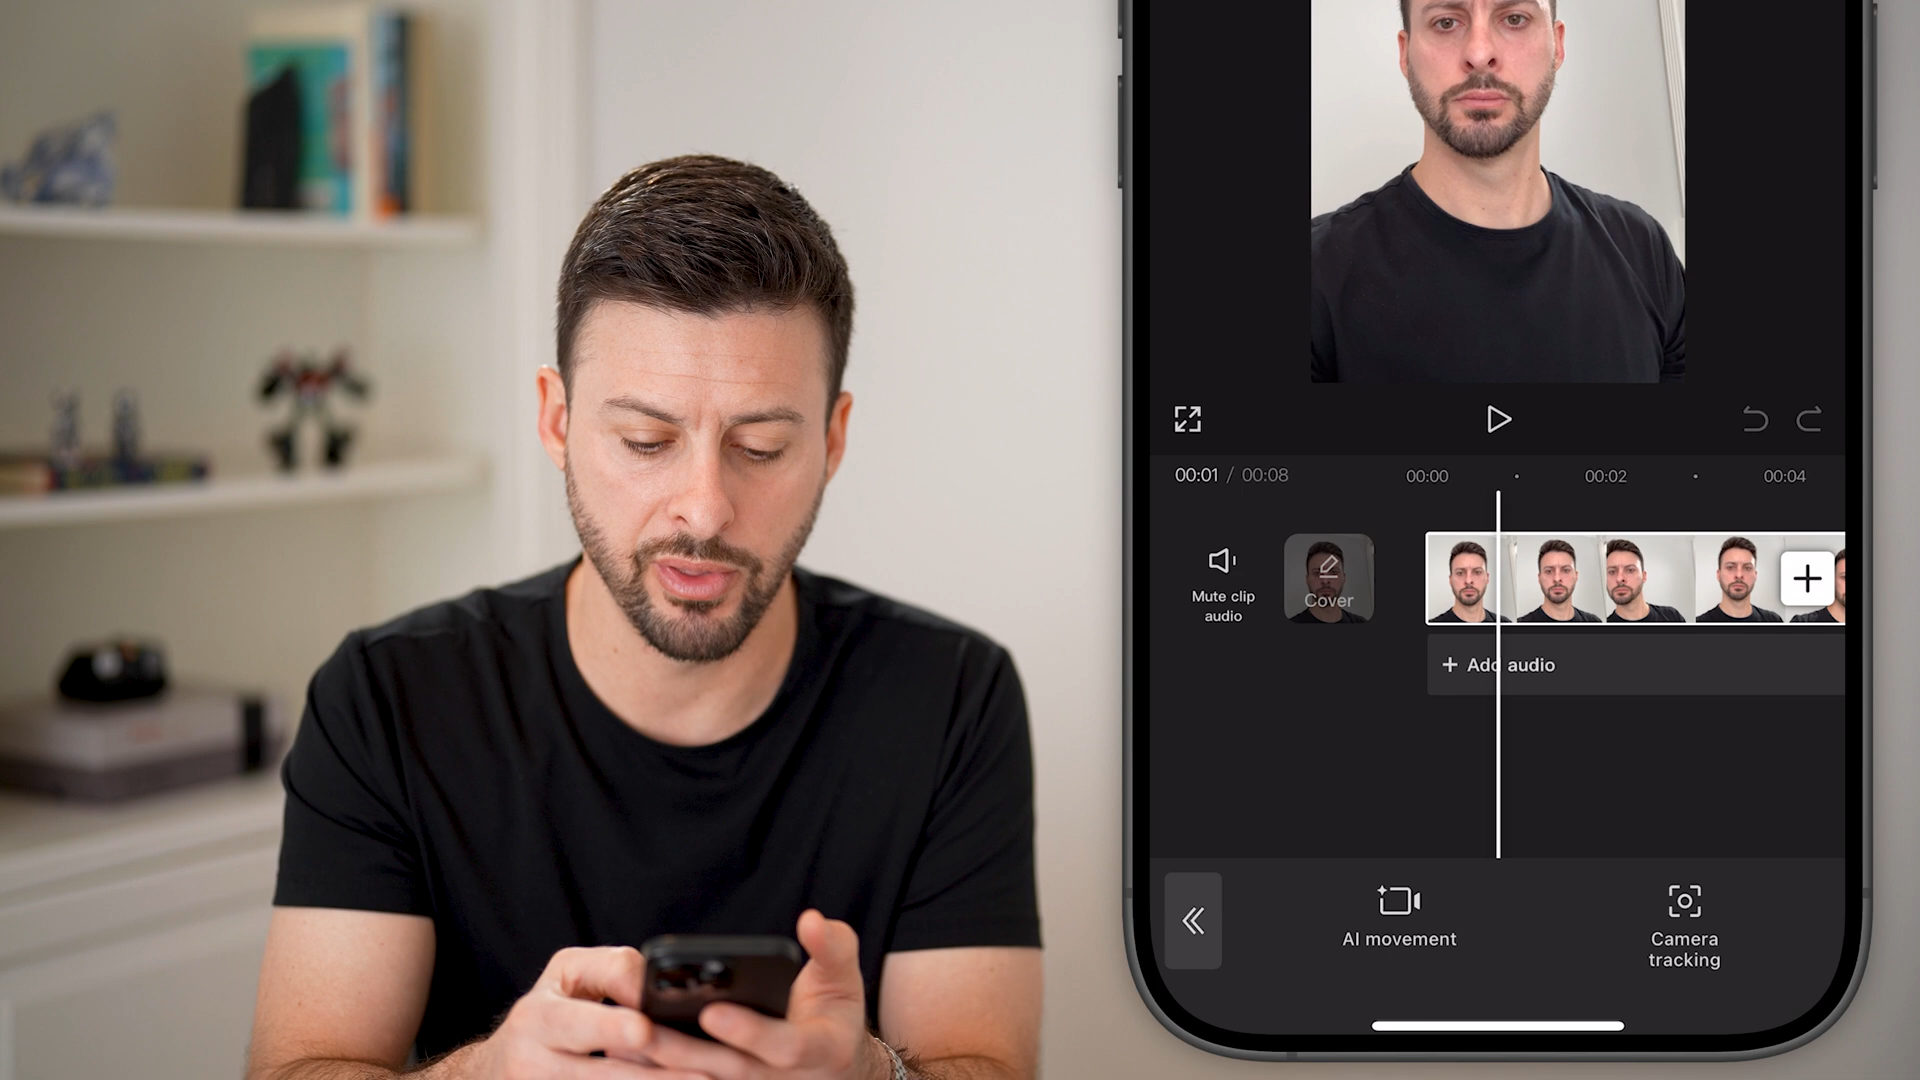 00:01 / 00:08
00:00
00:02
00:04
Mute clip
audio
Cover
+ Add audio
AI movement
Camera
tracking